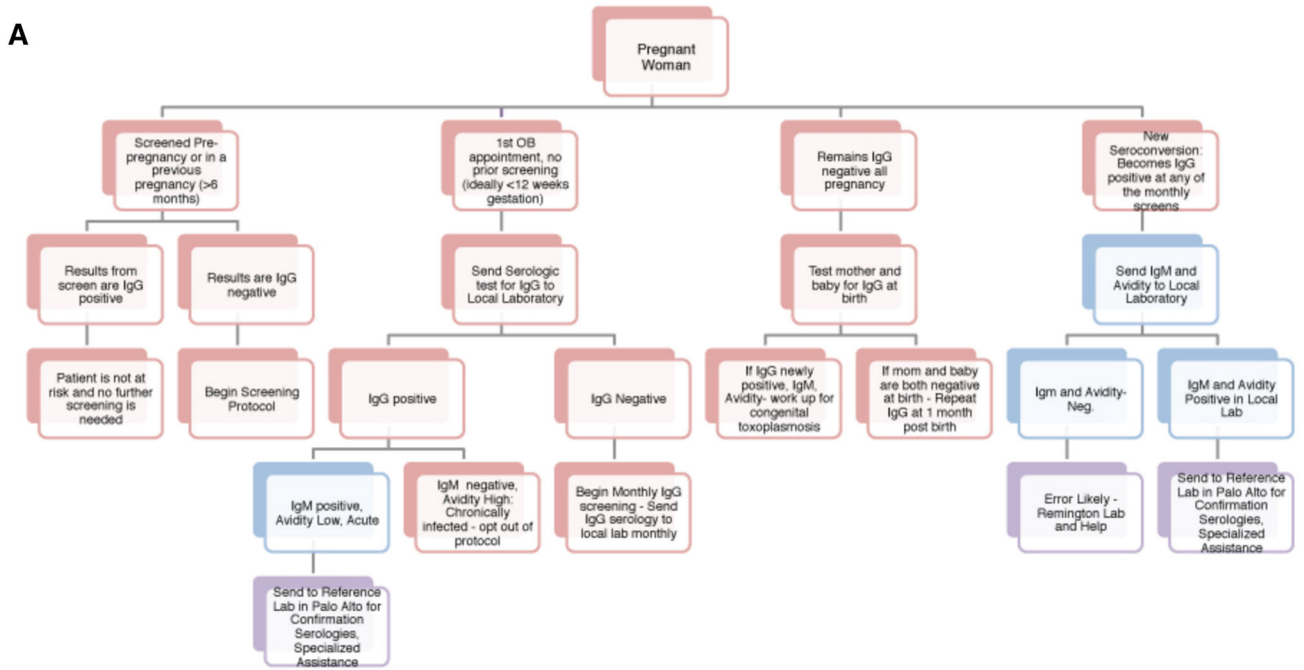 A
Pregnant
Woman
Screened Pre-
pregnancy or in a
previous
pregnancy (>6
months)
1st OB
appointment, no
prior screening
(ideally <12 weeks
gestation)
Remains IgG
negative all
pregnancy
New
Seroconversion:
Becomes IgG
positive at any of
the monthly
screens
Results from
screen are IgG
positive
Results are IgG
negative
Send Serologic
test for IgG to
Local Laboratory
Test mother and
baby for IgG at
birth
Send IgM and
Avidity to Local
Laboratory
Patient is not at
risk and no further
screening is
needed
Begin Screening
Protocol
IgG positive
IgG Negative
If IgG newly
positive, IgM,
Avidity- work up for
congenital
toxoplasmosis
If mom and baby
are both negative
at birth - Repeat
IgG at 1 month
post birth
Igm and Avidity-
Neg.
IgM and Avidity
Positive in Local
Lab
IgM positive,
Avidity Low, Acute
IgM negative,
Avidity High:
Chronically
infected - opt out of
protocol
Begin Monthly IgG
screening - Send
IgG serology to
local lab monthly
Error Likely -
Remington Lab
and Help
Send to Reference
Lab in Palo Alto for
Confirmation
Serologies,
Specialized
Assistance
Send to Reference
Lab in Palo Alto for
Confirmation
Serologies,
Specialized
Assistance